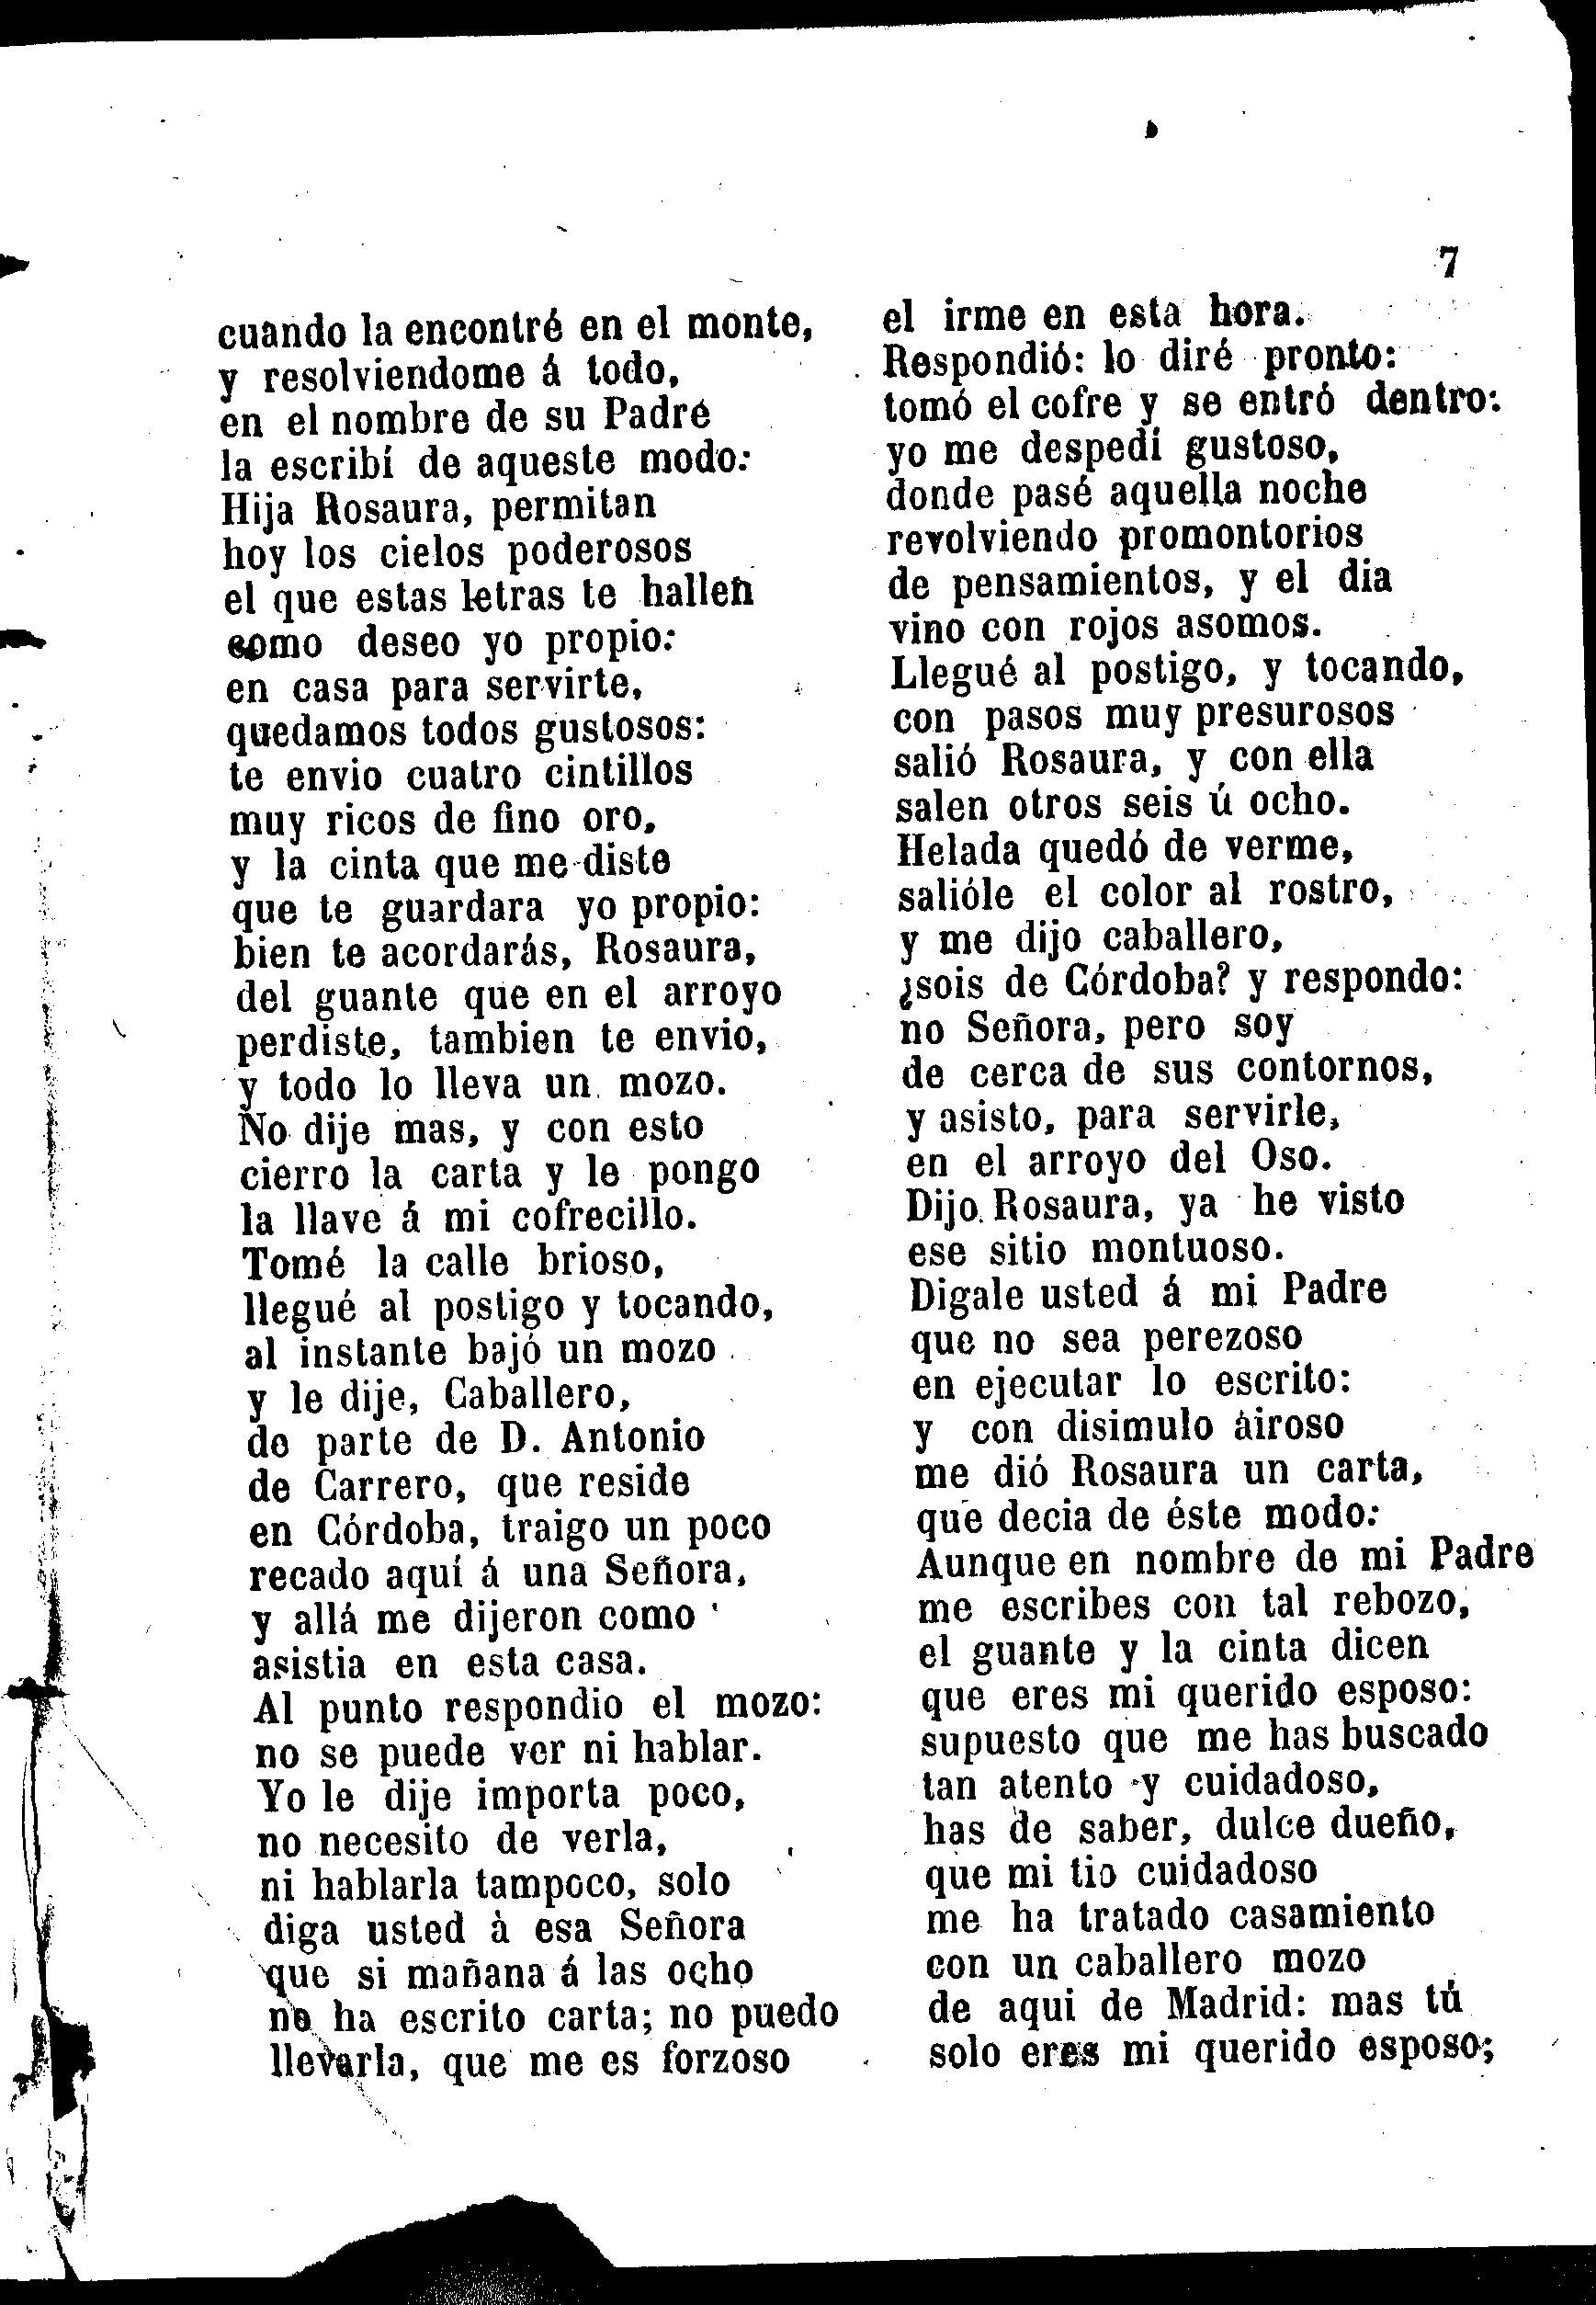 7
cuando la encontré en el monte,
y resolviendome á todo,
en el nombre de su Padré
la escribí de aqueste modo:
Hija Rosaura, permitan
hoy los cielos poderosos
el que estas letras te hallen
como deseo yo propio:
en casa para servirte,
quedamos todos gustosos:
te envio cuatro cintillos
muy ricos de fino oro,
y la cinta que me diste
que te guardara yo propio:
bien te acordarás, Rosaura,
del guante que en el arroyo
perdiste, tambien te envio,
y todo lo lleva un mozo.
No dije mas, y con esto
cierro la carta y le pongo
la llave á mi cofrecillo.
Tomé la calle brioso,
llegué al postigo y tocando,
al instante bajó un mozo
y le dije, Caballero,
de parte de D. Antonio
de Carrero, que reside
en Córdoba, traigo un poco
recado aquí á una Señora,
y allá me dijeron como
asistia en esta casa.
Al punto respondio el mozo:
no se puede ver ni hablar.
Yo le dije importa poco,
no necesito de verla,
ni hablarla tampoco, solo
diga usted à esa Señora
que si mañana á las ocho
no ha escrito carta; no puedo
llevarla, que me es forzoso
el irme en esta hora.
Respondió: lo diré pronto:
tomó el cofre y se entró dentro:
yo me despedí gustoso,
donde pasé aquella noche
revolviendo promontorios
de pensamientos, y el dia
vino con rojos asomos.
Llegué al postigo, y tocando,
con pasos muy presurosos
salió Rosaura, y con ella
salen otros seis ú ocho.
Helada quedó de verme,
salióle el color al rostro,
y me dijo caballero,
¿sois de Córdoba? y respondo:
no Señora, pero soy
de cerca de sus contornos,
y asisto, para servirle,
en el arroyo del Oso.
Dijo Rosaura, ya he visto
ese sitio montuoso.
Digale usted á mi Padre
que no sea perezoso
en ejecutar lo escrito:
y con disimulo àiroso
me dió Rosaura un carta,
que decia de éste modo:
Aunque en nombre de mi Padre
me escribes con tal rebozo,
el guante y la cinta dicen
que eres mi querido esposo:
supuesto que me has buscado
tan atento y cuidadoso,
has de saber, dulce dueño,
que mi tio cuidadoso
me ha tratado casamiento
con un caballero mozo
de aqui de Madrid: mas tú
solo eres mi querido esposo;